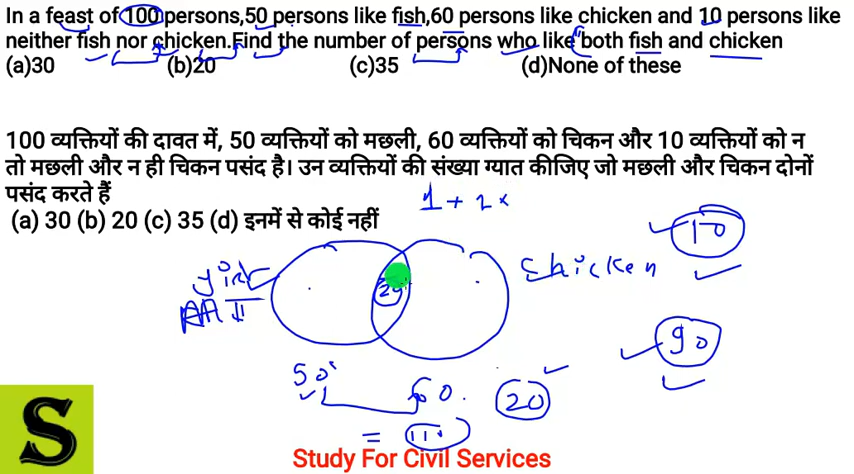 In a feast of 100 persons,50 persons like fish,60 persons like chicken and 10 persons like
neither fish nor chicken.Find the number of persons who like both fish and chicken
(a)30 (b)20 (c)35 (d)None of these
100 व्यक्तियों की दावत में, 50 व्यक्तियों को मछली, 60 व्यक्तियों को चिकन और 10 व्यक्तियों को न
तो मछली और न ही चिकन पसंद है। उन व्यक्तियों की संख्या ग्यात कीजिए जो मछली और चिकन दोनों
पसंद करते हैं
(a) 30 (b) 20 (c) 35 (d) इनमें से कोई नहीं
10
chicken
90
50
60
20
=
S
Study For Civil Services